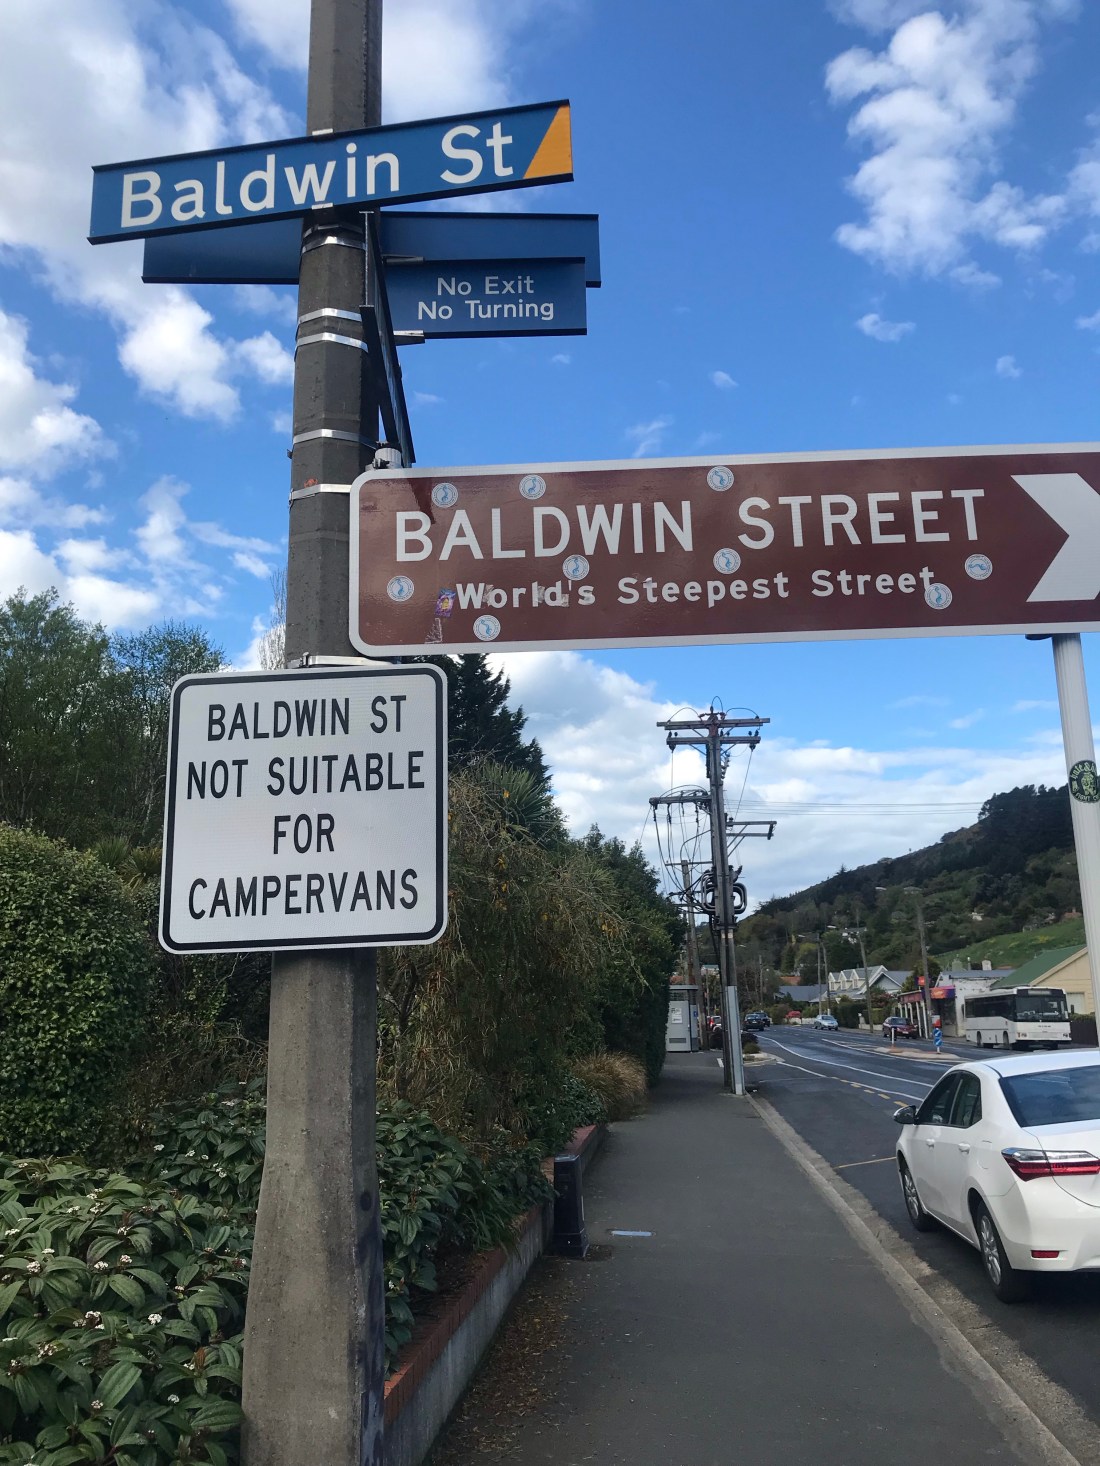 Baldwin St
No Exit
No Turning
BALDWIN STREET
World's Steepest Street
BALDWIN ST
NOT SUITABLE
FOR
CAMPERVANS